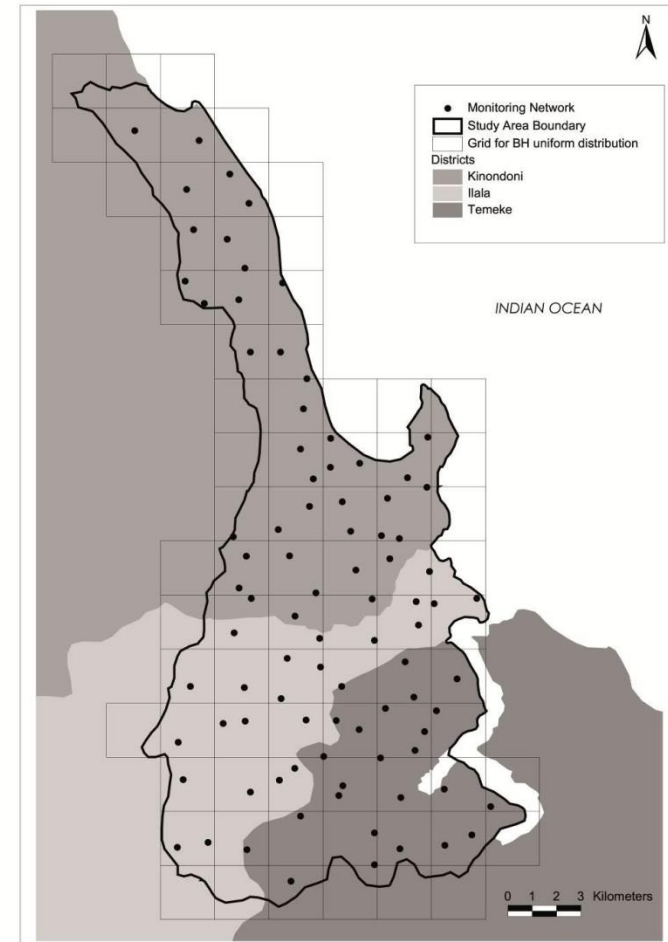 N
Monitoring Network
Study Area Boundary
Grid for BH uniform distribution
Districts
Kinondoni
Ilala
Temeke
INDIAN OCEAN
0 1 2 3 Kilometers